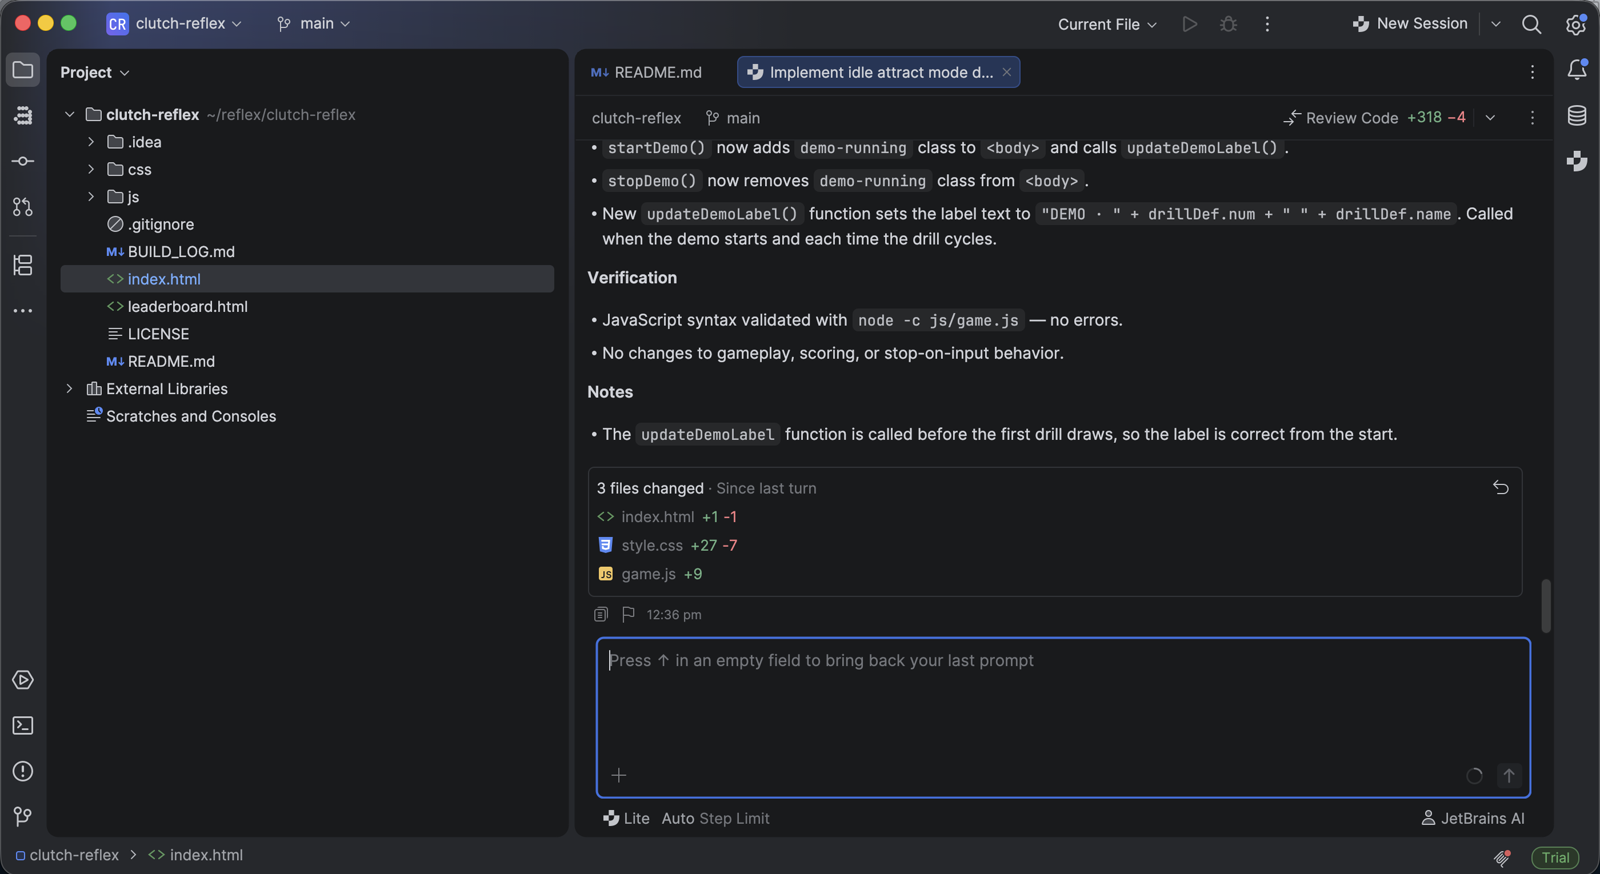 CR clutch-reflex main Current File New Session
Project
clutch-reflex ~/reflex/clutch-reflex
.idea
css
js
.gitignore
M↓ BUILD_LOG.md
<> index.html
<> leaderboard.html
LICENSE
M↓ README.md
External Libraries
Scratches and Consoles
M↓ README.md Implement idle attract mode d... ×
clutch-reflex main Review Code +318 −4
• startDemo() now adds demo-running class to <body> and calls updateDemoLabel() .
• stopDemo() now removes demo-running class from <body> .
• New updateDemoLabel() function sets the label text to "DEMO · " + drillDef.num + " " + drillDef.name . Called
when the demo starts and each time the drill cycles.
Verification
• JavaScript syntax validated with node -c js/game.js — no errors.
• No changes to gameplay, scoring, or stop-on-input behavior.
Notes
• The updateDemoLabel function is called before the first drill draws, so the label is correct from the start.
3 files changed · Since last turn
<> index.html +1 -1
style.css +27 -7
JS game.js +9
12:36 pm
Press ↑ in an empty field to bring back your last prompt
Lite Auto Step Limit JetBrains AI
clutch-reflex > <> index.html Trial